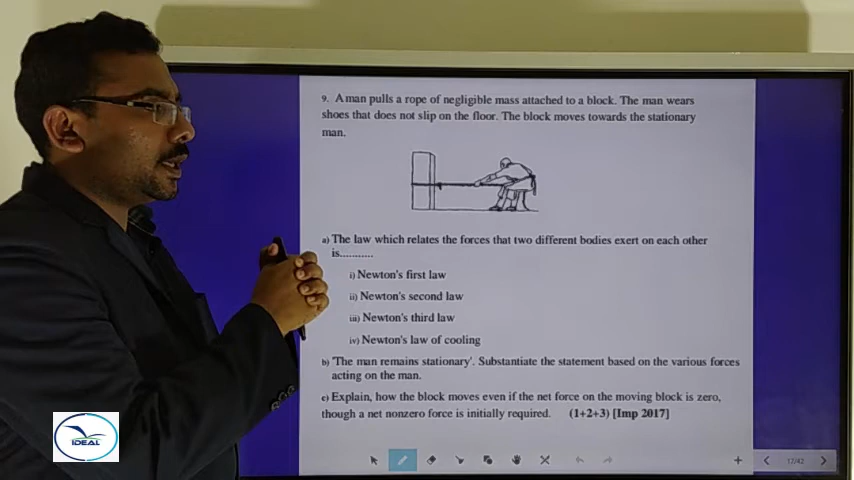 9. A man pulls a rope of negligible mass attached to a block. The man wears
shoes that does not slip on the floor. The block moves towards the stationary
man.
a) The law which relates the forces that two different bodies exert on each other
is...........
i) Newton's first law
ii) Newton's second law
iii) Newton's third law
iv) Newton's law of cooling
b) 'The man remains stationary'. Substantiate the statement based on the various forces
acting on the man.
c) Explain, how the block moves even if the net force on the moving block is zero,
though a net nonzero force is initially required. (1+2+3) [Imp 2017]
IDEAL
17/42